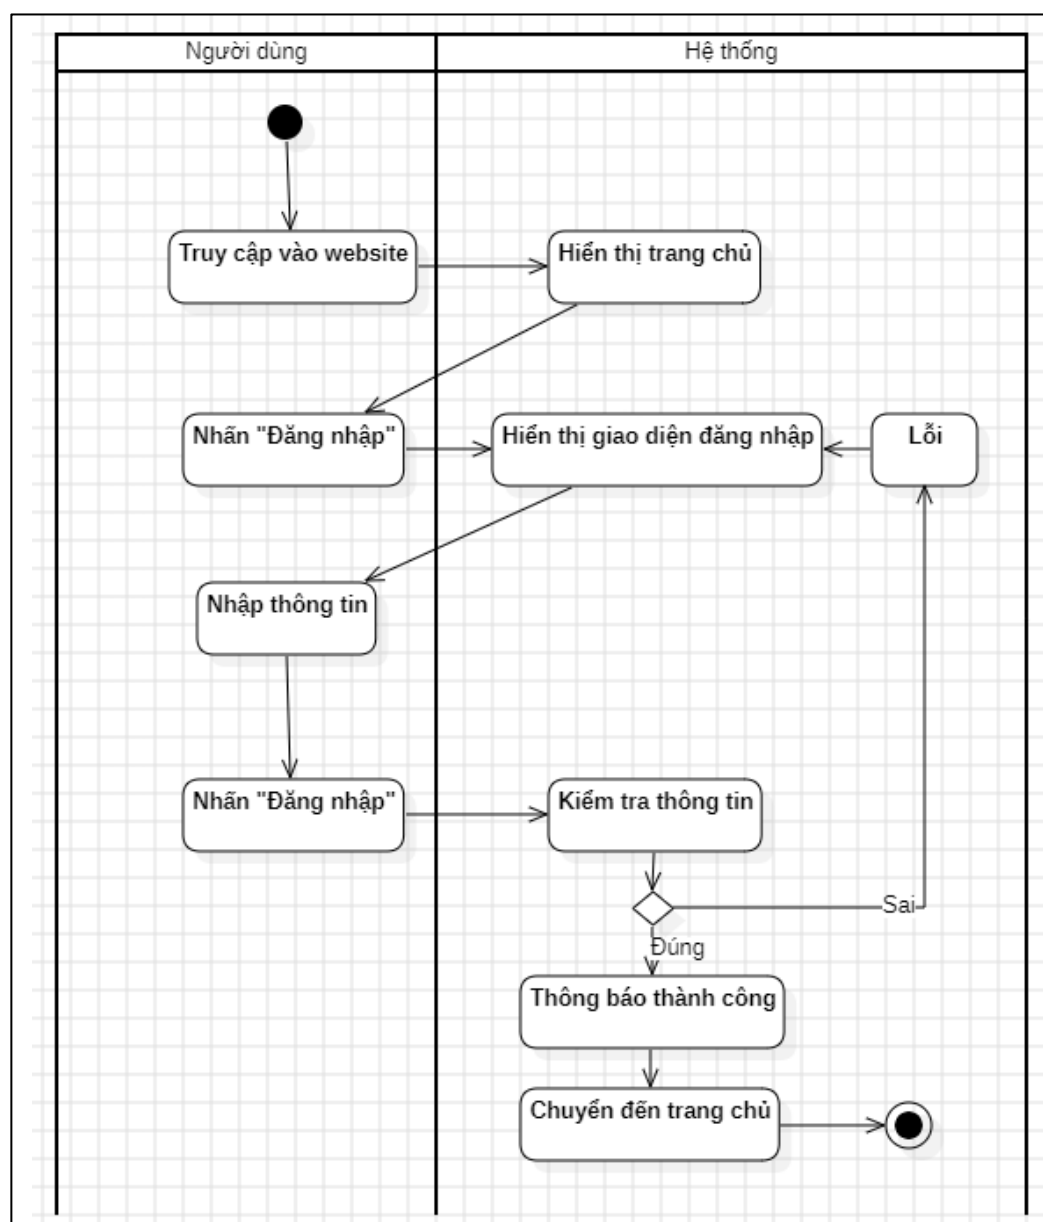 Người dùng
Hệ thống
Truy cập vào website
Hiển thị trang chủ
Nhấn "Đăng nhập"
Hiển thị giao diện đăng nhập
Lỗi
Nhập thông tin
Nhấn "Đăng nhập"
Kiểm tra thông tin
Sai
Đúng
Thông báo thành công
Chuyển đến trang chủ